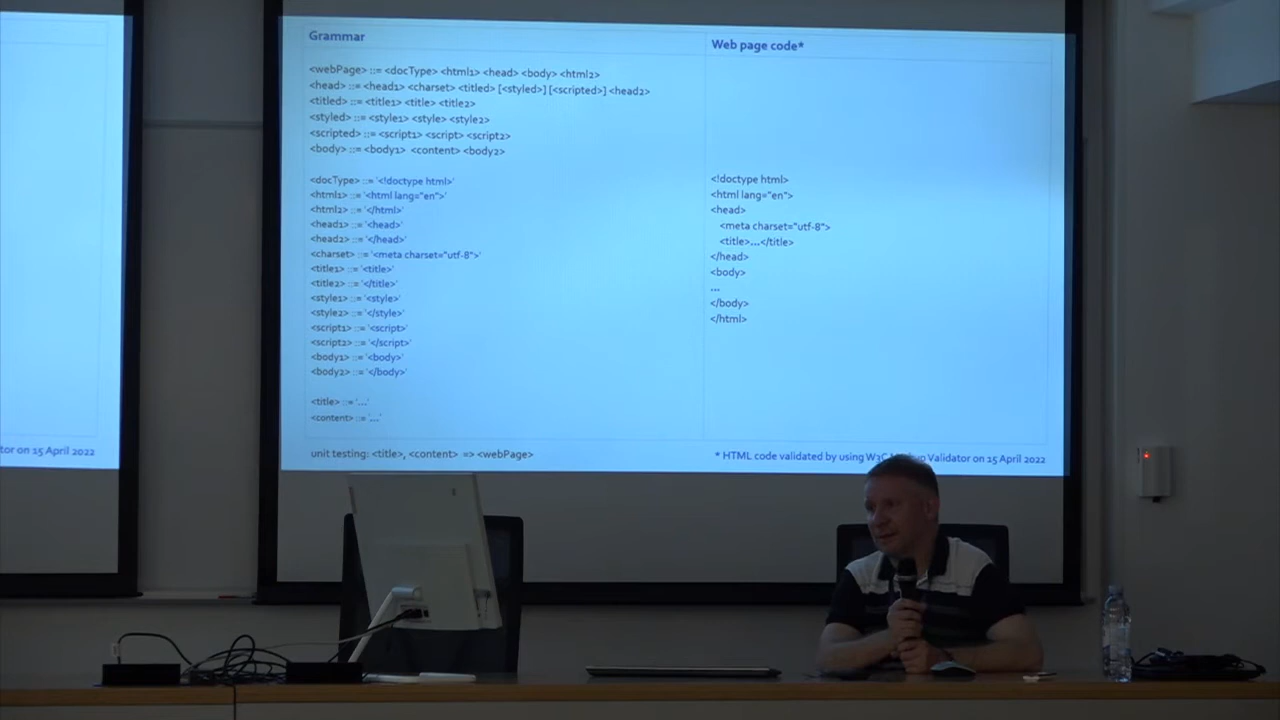 Grammar
<webPage> ::= <docType> <html1> <head> <body> <html2>
<head> ::= <head1> <charset> <titled> [<styled>] [<scripted>] <head2>
<titled> ::= <title1> <title> <title2>
<styled> ::= <style1> <style> <style2>
<scripted> ::= <script1> <script> <script2>
<body> ::= <body1> <content> <body2>
<docType> ::= '<!doctype html>'
<html1> ::= '<html lang="en">'
<html2> ::= '</html>'
<head1> ::= '<head>'
<head2> ::= '</head>'
<charset> ::= '<meta charset="utf-8">'
<title1> ::= '<title>'
<title2> ::= '</title>'
<style1> ::= '<style>'
<style2> ::= '</style>'
<script1> ::= '<script>'
<script2> ::= '</script>'
<body1> ::= '<body>'
<body2> ::= '</body>'
<title> ::= '...'
<content> ::= '...'
unit testing: <title>, <content> => <webPage>
Web page code*
<!doctype html>
<html lang="en">
<head>
<meta charset="utf-8">
<title>...</title>
</head>
<body>
...
</body>
</html>
* HTML code validated by using W3C Validator on 15 April 2022
tor on 15 April 2022